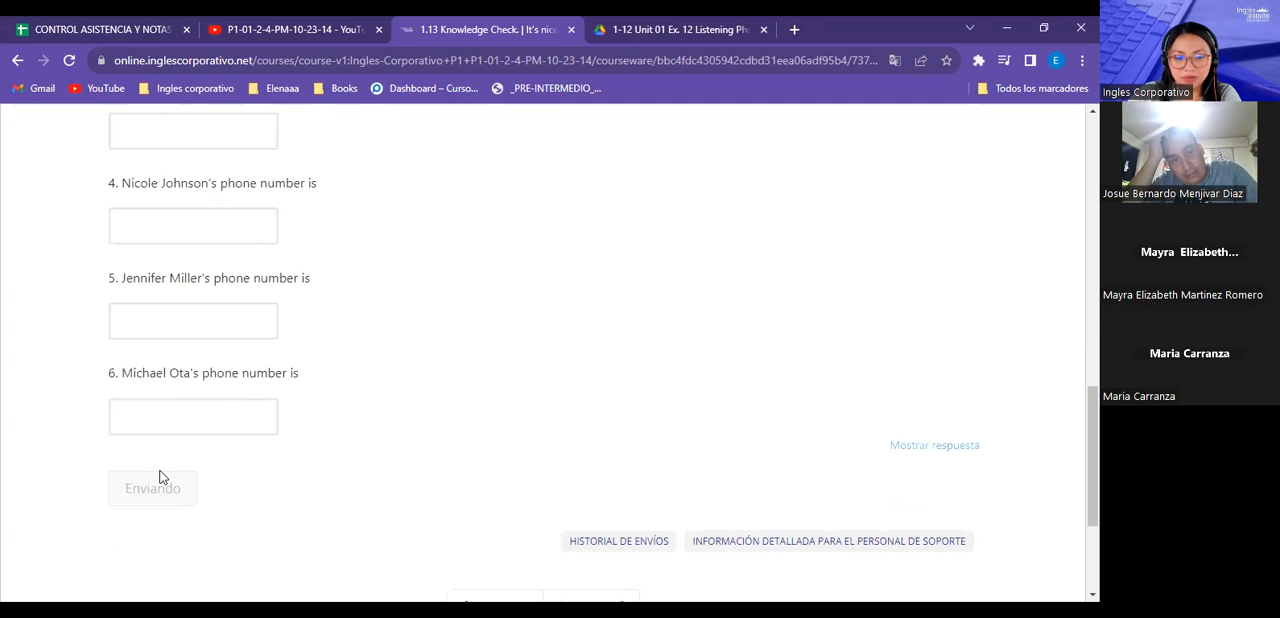 CONTROL ASISTENCIA Y NOTAS
P1-01-2-4-PM-10-23-14 - YouTu
1.13 Knowledge Check. | It's nice
1-12 Unit 01 Ex. 12 Listening Pho
online.inglescorporativo.net/courses/course-v1:Ingles-Corporativo+P1+P1-01-2-4-PM-10-23-14/courseware/bbc4fdc4305942cdbd31eea06adf95b4/737...
E
Gmail
YouTube
Ingles corporativo
Elenaaa
Books
Dashboard – Curso...
_PRE-INTERMEDIO_...
Todos los marcadores
4. Nicole Johnson's phone number is
5. Jennifer Miller's phone number is
6. Michael Ota's phone number is
Mostrar respuesta
Enviando
HISTORIAL DE ENVÍOS
INFORMACIÓN DETALLADA PARA EL PERSONAL DE SOPORTE
Ingles Corporativo
Josue Bernardo Menjivar Diaz
Mayra Elizabeth...
Mayra Elizabeth Martinez Romero
Maria Carranza
Maria Carranza